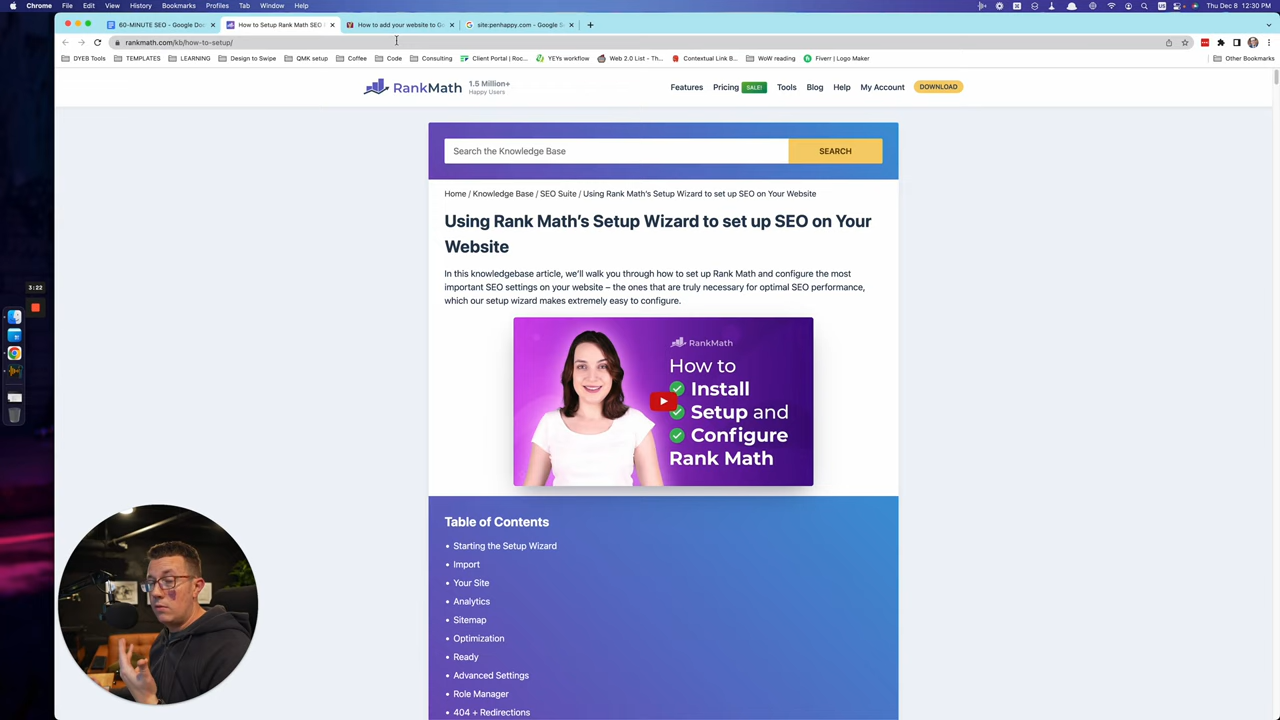 Chrome File Edit View History Bookmarks Profiles Tab Window Help
Thu Dec 8 12:30 PM
60-MINUTE SEO - Google Doc
How to Setup Rank Math SEO
How to add your website to G
site:penhappy.com - Google S
rankmath.com/kb/how-to-setup/
DYEB Tools TEMPLATES LEARNING Design to Swipe QMK setup Coffee Code Consulting Client Portal | Roc... YEYs workflow Web 2.0 List - Th... Contextual Link B... WoW reading Fiverr | Logo Maker Other Bookmarks
RankMath
1.5 Million+
Happy Users
Features Pricing SALE! Tools Blog Help My Account DOWNLOAD
Search the Knowledge Base SEARCH
Home / Knowledge Base / SEO Suite / Using Rank Math's Setup Wizard to set up SEO on Your Website
Using Rank Math's Setup Wizard to set up SEO on Your
Website
In this knowledgebase article, we'll walk you through how to set up Rank Math and configure the most
important SEO settings on your website – the ones that are truly necessary for optimal SEO performance,
which our setup wizard makes extremely easy to configure.
RankMath
How to
Install
Setup and
Configure
Rank Math
3:22
Table of Contents
• Starting the Setup Wizard
• Import
• Your Site
• Analytics
• Sitemap
• Optimization
• Ready
• Advanced Settings
• Role Manager
• 404 + Redirections